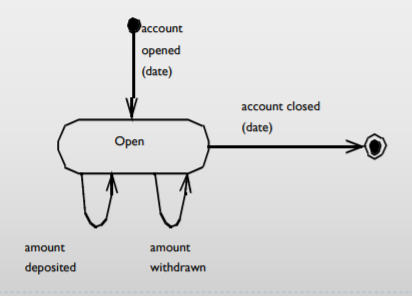 account
opened
(date)
account closed
(date)
Open
amount
deposited
amount
withdrawn